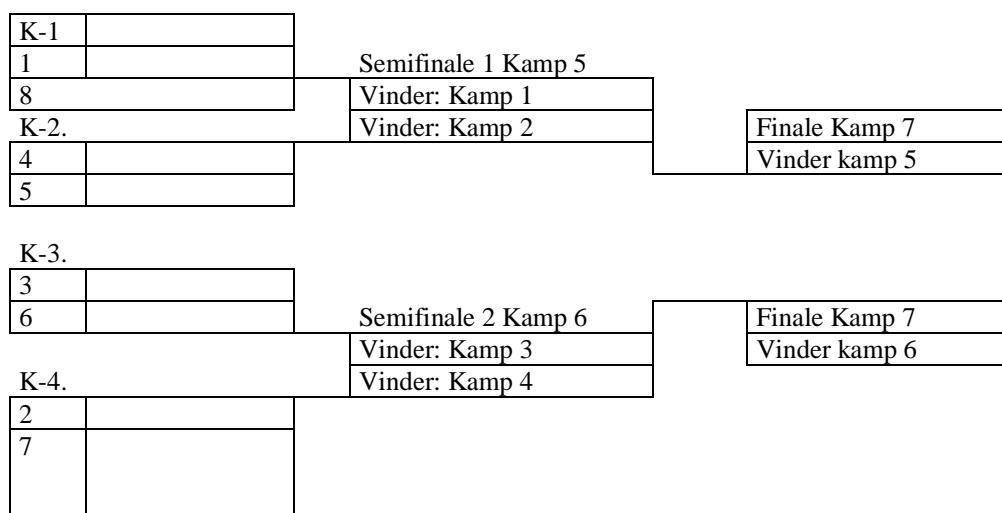 K-1
1
Semifinale 1 Kamp 5
8
Vinder: Kamp 1
K-2.
Vinder: Kamp 2
Finale Kamp 7
4
Vinder kamp 5
5
K-3.
3
6
Semifinale 2 Kamp 6
Finale Kamp 7
Vinder: Kamp 3
Vinder kamp 6
K-4.
Vinder: Kamp 4
2
7